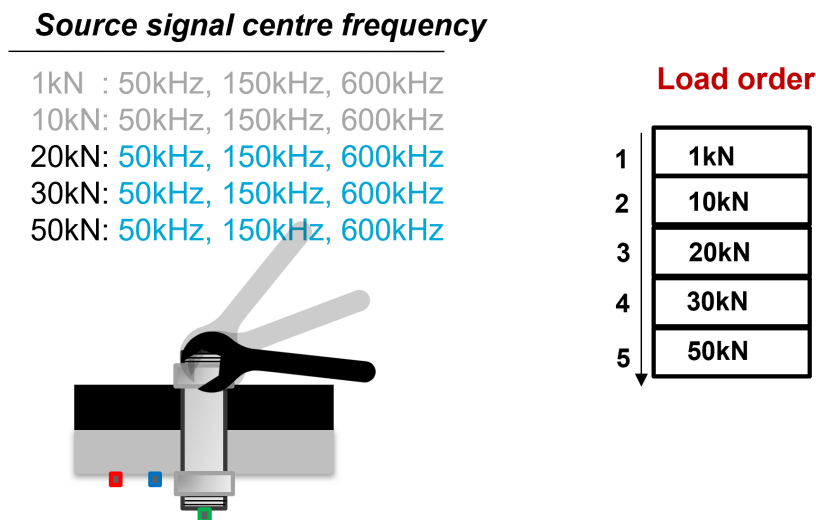 Source signal centre frequency
1kN : 50kHz, 150kHz, 600kHz
10kN: 50kHz, 150kHz, 600kHz
20kN: 50kHz, 150kHz, 600kHz
30kN: 50kHz, 150kHz, 600kHz
50kN: 50kHz, 150kHz, 600kHz
Load order
1 1kN
2 10kN
3 20kN
4 30kN
5 50kN